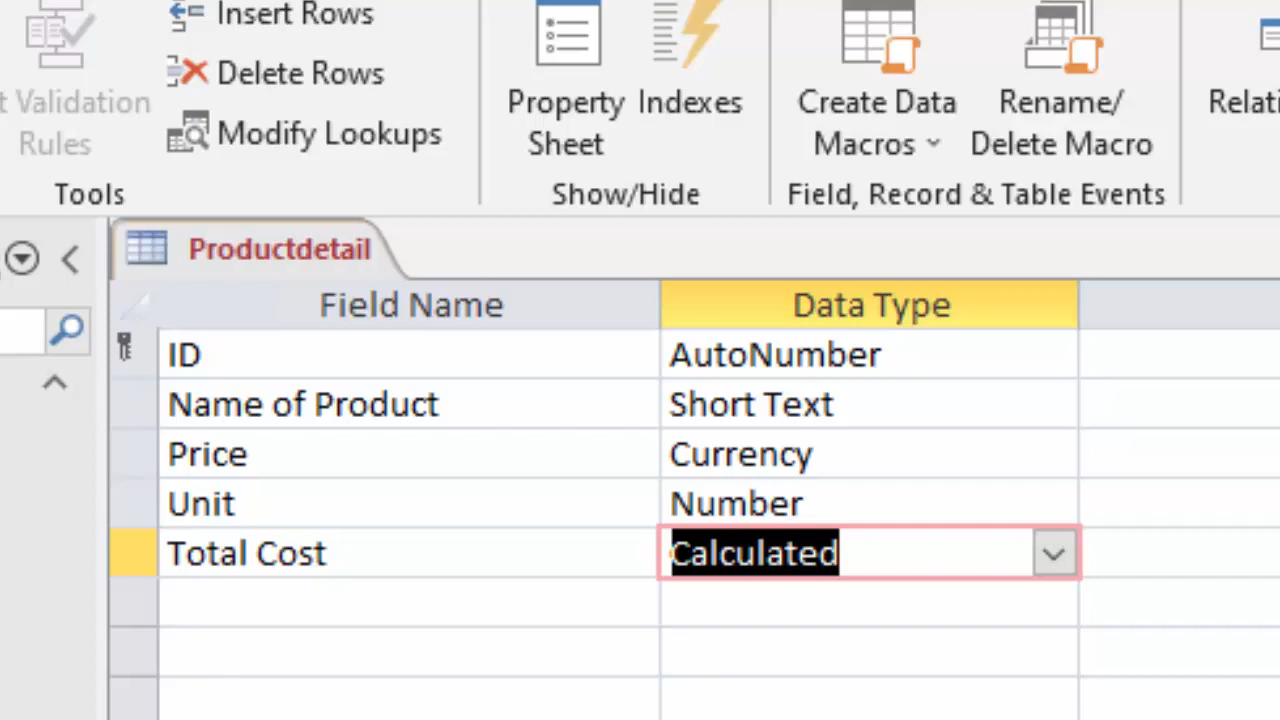 Insert Rows
Delete Rows
Modify Lookups
Validation
Rules
Tools
Property
Sheet
Indexes
Show/Hide
Create Data
Macros
Rename/
Delete Macro
Field, Record & Table Events
Productdetail
Field Name Data Type
ID AutoNumber
Name of Product Short Text
Price Currency
Unit Number
Total Cost Calculated